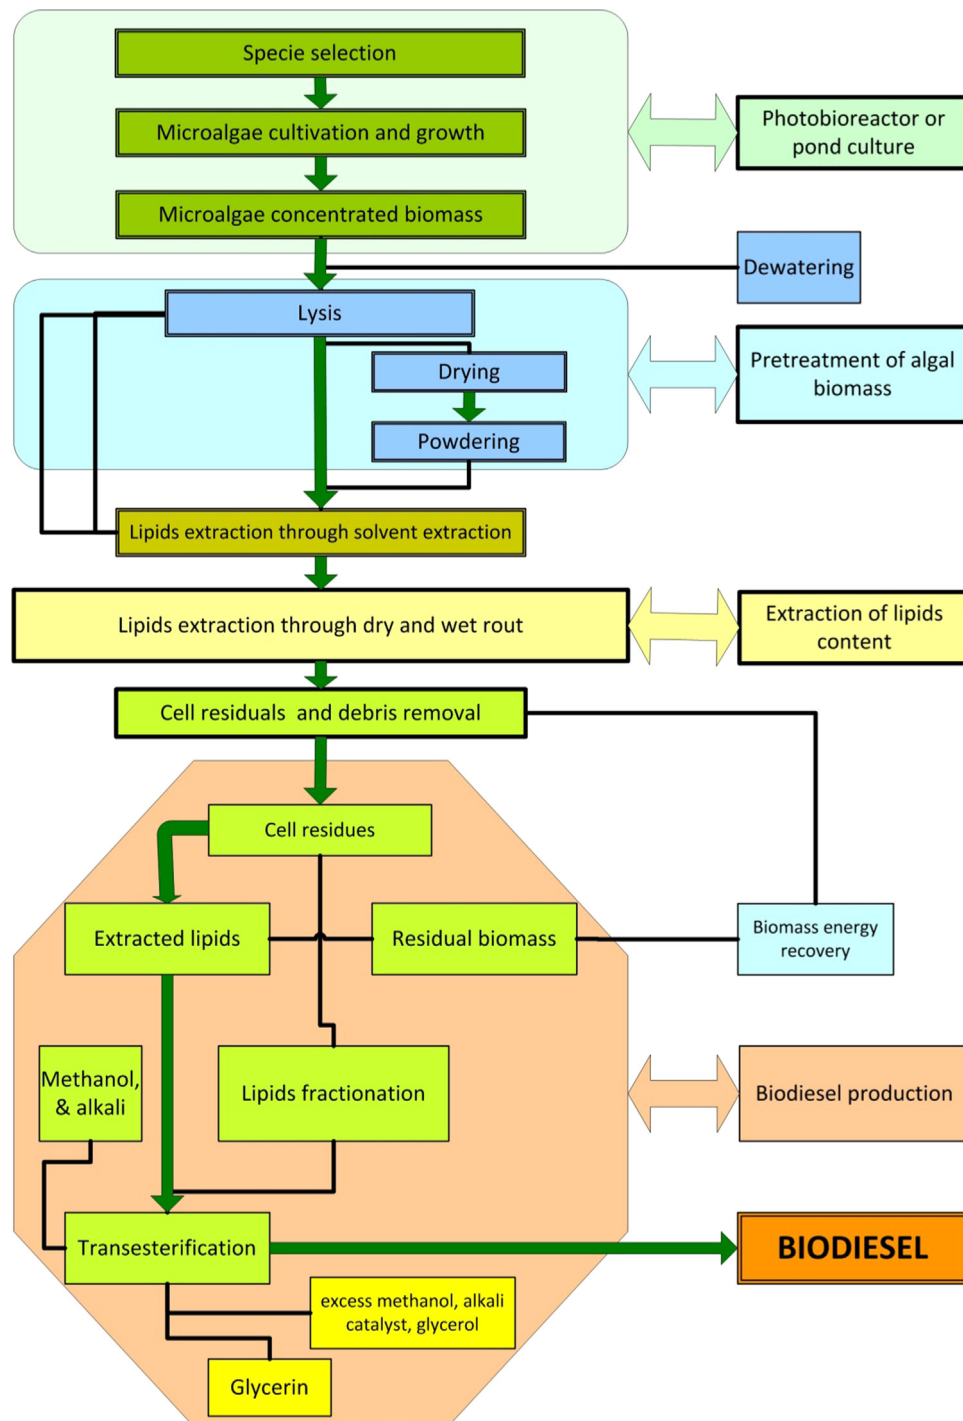 Specie selection
Microalgae cultivation and growth
Photobioreactor or
pond culture
Microalgae concentrated biomass
Dewatering
Lysis
Drying
Pretreatment of algal
biomass
Powdering
Lipids extraction through solvent extraction
Lipids extraction through dry and wet rout
Extraction of lipids
content
Cell residuals and debris removal
Cell residues
Extracted lipids
Residual biomass
Biomass energy
recovery
Methanol,
& alkali
Lipids fractionation
Biodiesel production
Transesterification
BIODIESEL
excess methanol, alkali
catalyst, glycerol
Glycerin